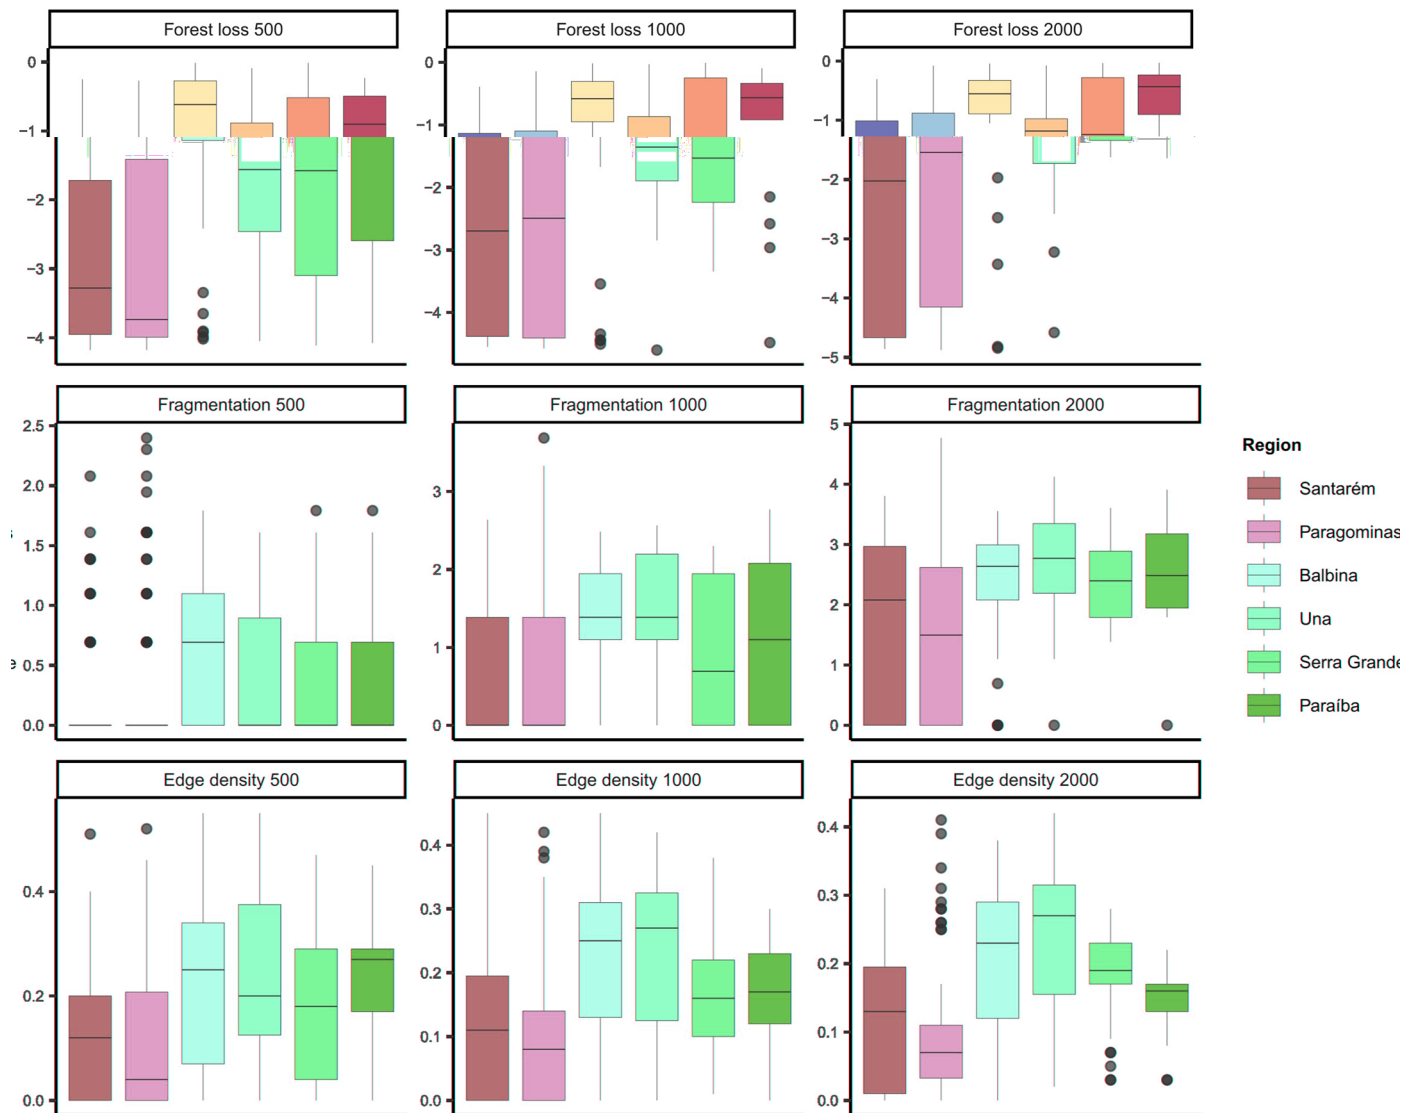 Forest loss 500 Forest loss 1000 Forest loss 2000
0 0 0
−1 −1 −1
−2 −2 −2
−3 −3 −3
−4 −4 −4
−5
Fragmentation 500 Fragmentation 1000 Fragmentation 2000
2.5 5
2.0 3 4
1.5 2 3
1.0 2
0.5 1 1
0.0 0 0
Region
Santarém
Paragominas
Balbina
Una
Serra Grande
Paraíba
Edge density 500 Edge density 1000 Edge density 2000
0.4 0.4 0.4
0.3 0.3
0.2 0.2 0.2
0.1 0.1
0.0 0.0 0.0